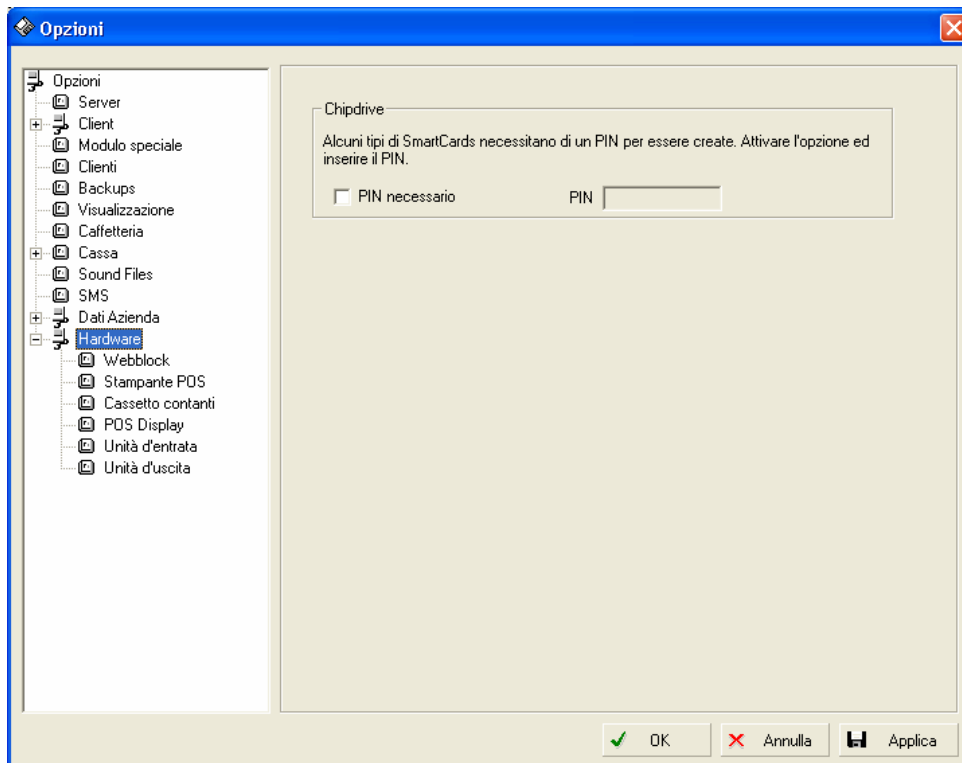 Opzioni
Opzioni
Server
Client
Modulo speciale
Clienti
Backups
Visualizzazione
Caffetteria
Cassa
Sound Files
SMS
Dati Azienda
Hardware
Webblock
Stampante POS
Cassetto contanti
POS Display
Unità d'entrata
Unità d'uscita
Chipdrive
Alcuni tipi di SmartCards necessitano di un PIN per essere create. Attivare l'opzione ed
inserire il PIN.
PIN necessario PIN
OK Annulla Applica